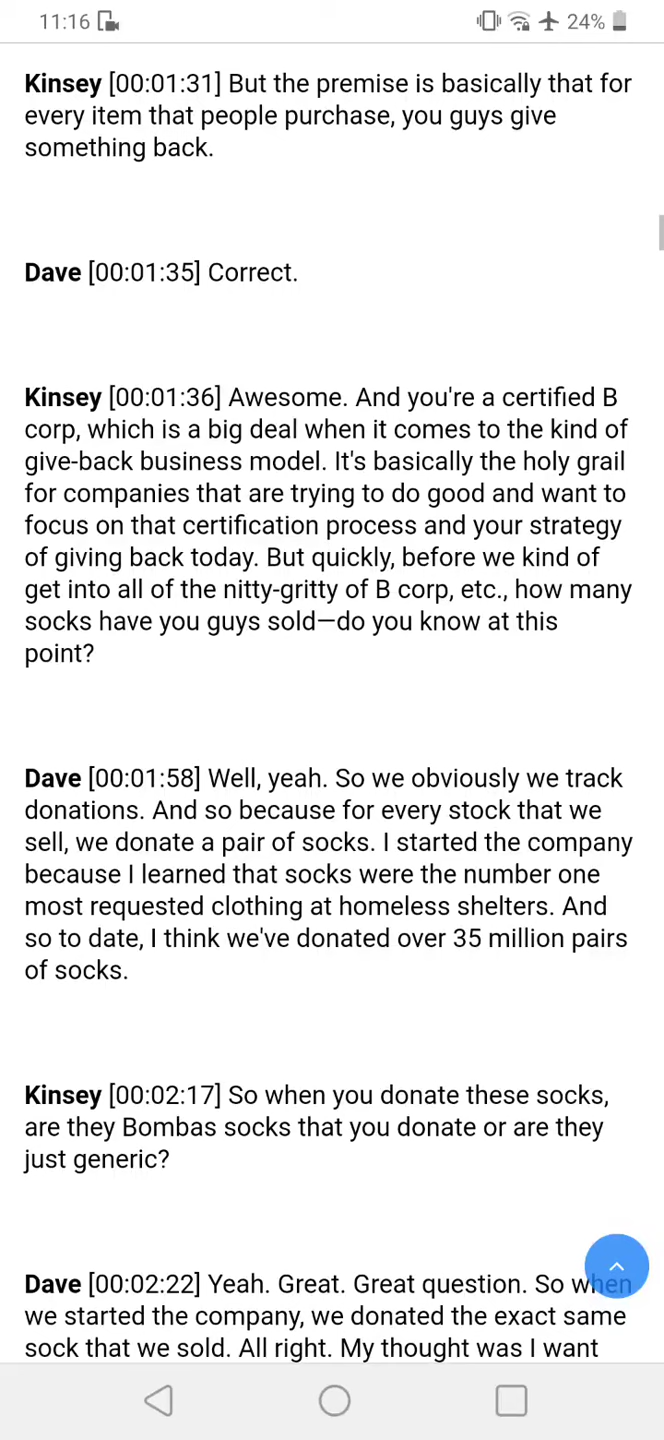 11:16
24%
Kinsey [00:01:31] But the premise is basically that for
every item that people purchase, you guys give
something back.
Dave [00:01:35] Correct.
Kinsey [00:01:36] Awesome. And you're a certified B
corp, which is a big deal when it comes to the kind of
give-back business model. It's basically the holy grail
for companies that are trying to do good and want to
focus on that certification process and your strategy
of giving back today. But quickly, before we kind of
get into all of the nitty-gritty of B corp, etc., how many
socks have you guys sold—do you know at this
point?
Dave [00:01:58] Well, yeah. So we obviously we track
donations. And so because for every stock that we
sell, we donate a pair of socks. I started the company
because I learned that socks were the number one
most requested clothing at homeless shelters. And
so to date, I think we've donated over 35 million pairs
of socks.
Kinsey [00:02:17] So when you donate these socks,
are they Bombas socks that you donate or are they
just generic?
Dave [00:02:22] Yeah. Great. Great question. So when
we started the company, we donated the exact same
sock that we sold. All right. My thought was I want